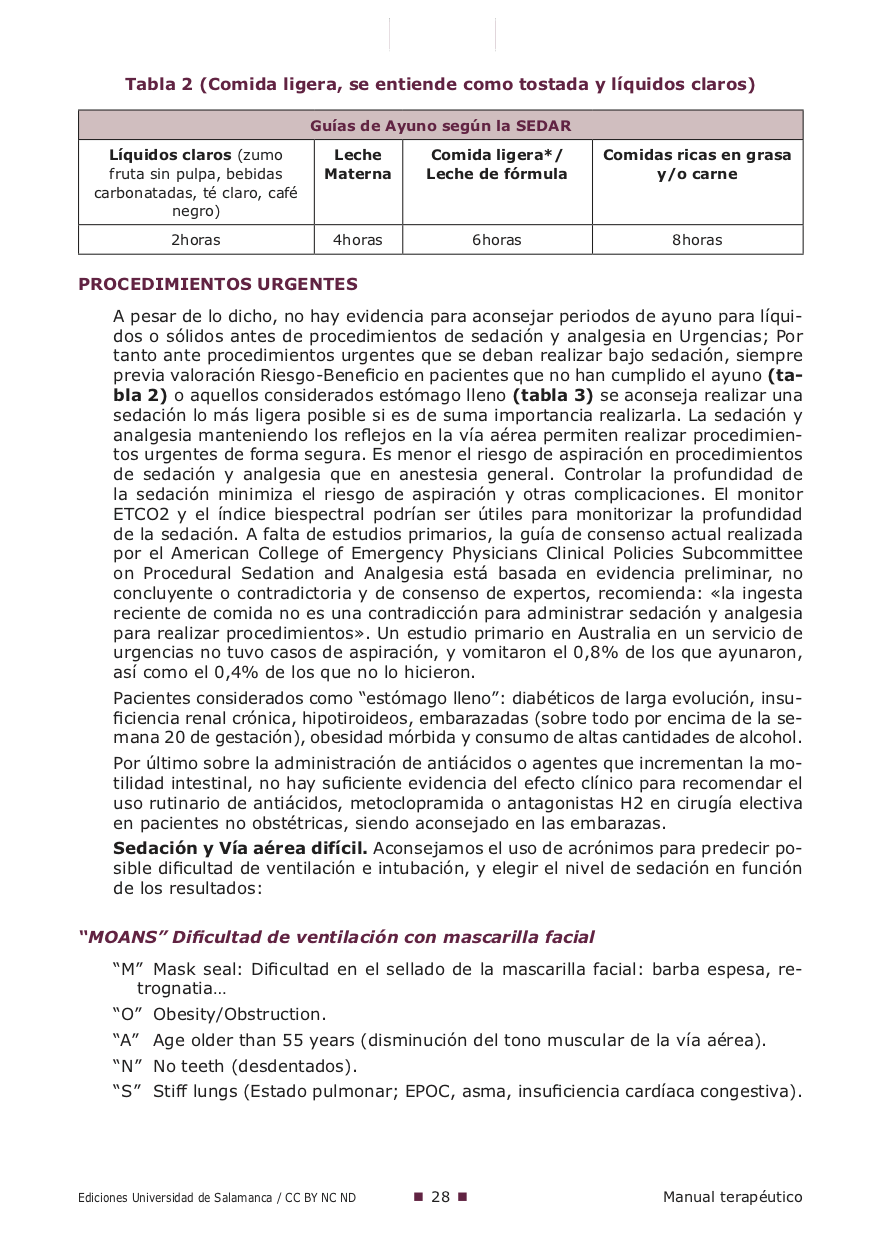 Tabla 2 (Comida ligera, se entiende como tostada y líquidos claros)
Guías de Ayuno según la SEDAR
Líquidos claros (zumo
fruta sin pulpa, bebidas
carbonatadas, té claro, café
negro)
Leche
Materna
Comida ligera*/
Leche de fórmula
Comidas ricas en grasa
y/o carne
2horas
4horas
6horas
8horas
PROCEDIMIENTOS URGENTES
A pesar de lo dicho, no hay evidencia para aconsejar periodos de ayuno para líqui-
dos o sólidos antes de procedimientos de sedación y analgesia en Urgencias; Por
tanto ante procedimientos urgentes que se deban realizar bajo sedación, siempre
previa valoración Riesgo-Beneficio en pacientes que no han cumplido el ayuno (ta-
bla 2) o aquellos considerados estómago lleno (tabla 3) se aconseja realizar una
sedación lo más ligera posible si es de suma importancia realizarla. La sedación y
analgesia manteniendo los reflejos en la vía aérea permiten realizar procedimien-
tos urgentes de forma segura. Es menor el riesgo de aspiración en procedimientos
de sedación y analgesia que en anestesia general. Controlar la profundidad de
la sedación minimiza el riesgo de aspiración y otras complicaciones. El monitor
ETCO2 y el índice biespectral podrían ser útiles para monitorizar la profundidad
de la sedación. A falta de estudios primarios, la guía de consenso actual realizada
por el American College of Emergency Physicians Clinical Policies Subcommittee
on Procedural Sedation and Analgesia está basada en evidencia preliminar, no
concluyente o contradictoria y de consenso de expertos, recomienda: «la ingesta
reciente de comida no es una contradicción para administrar sedación y analgesia
para realizar procedimientos». Un estudio primario en Australia en un servicio de
urgencias no tuvo casos de aspiración, y vomitaron el 0,8% de los que ayunaron,
así como el 0,4% de los que no lo hicieron.
Pacientes considerados como “estómago lleno”: diabéticos de larga evolución, insu-
ficiencia renal crónica, hipotiroideos, embarazadas (sobre todo por encima de la se-
mana 20 de gestación), obesidad mórbida y consumo de altas cantidades de alcohol.
Por último sobre la administración de antiácidos o agentes que incrementan la mo-
tilidad intestinal, no hay suficiente evidencia del efecto clínico para recomendar el
uso rutinario de antiácidos, metoclopramida o antagonistas H2 en cirugía electiva
en pacientes no obstétricas, siendo aconsejado en las embarazas.
Sedación y Vía aérea difícil. Aconsejamos el uso de acrónimos para predecir po-
sible dificultad de ventilación e intubación, y elegir el nivel de sedación en función
de los resultados:
“MOANS” Dificultad de ventilación con mascarilla facial
“M” Mask seal: Dificultad en el sellado de la mascarilla facial: barba espesa, re-
trognatia…
“O” Obesity/Obstruction.
“A” Age older than 55 years (disminución del tono muscular de la vía aérea).
“N” No teeth (desdentados).
“S” Stiff lungs (Estado pulmonar; EPOC, asma, insuficiencia cardíaca congestiva).
Ediciones Universidad de Salamanca / CC BY NC ND ■ 28 ■ Manual terapéutico